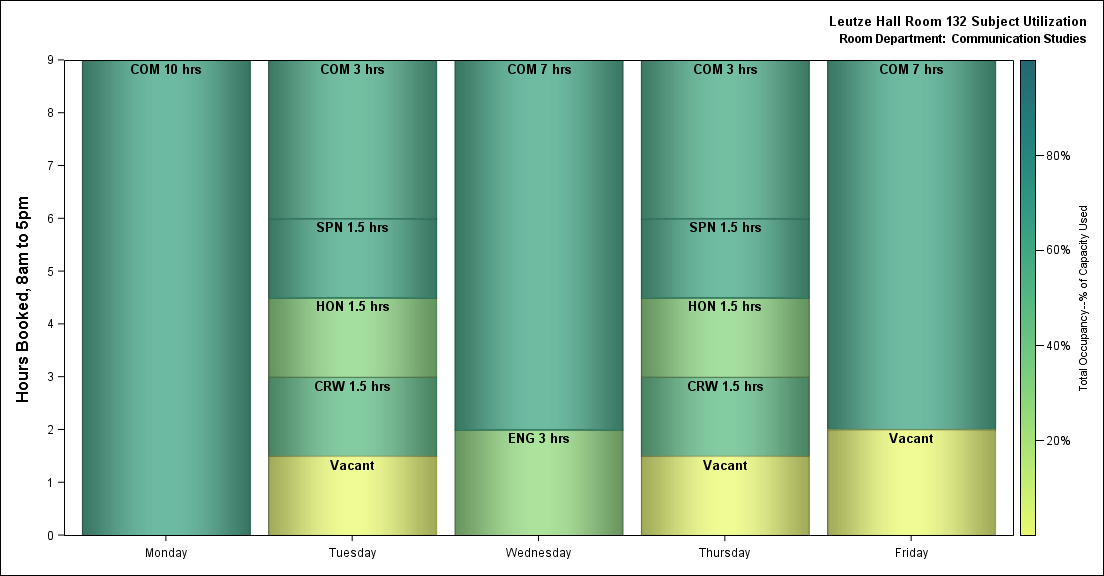 Leutze Hall Room 132 Subject Utilization
Room Department: Communication Studies
Hours Booked, 8am to 5pm
9
8
7
6
5
4
3
2
1
0
COM 10 hrs
COM 3 hrs
SPN 1.5 hrs
HON 1.5 hrs
CRW 1.5 hrs
Vacant
COM 7 hrs
ENG 3 hrs
COM 3 hrs
SPN 1.5 hrs
HON 1.5 hrs
CRW 1.5 hrs
Vacant
COM 7 hrs
Vacant
Monday
Tuesday
Wednesday
Thursday
Friday
80%
60%
40%
20%
Total Occupancy--% of Capacity Used